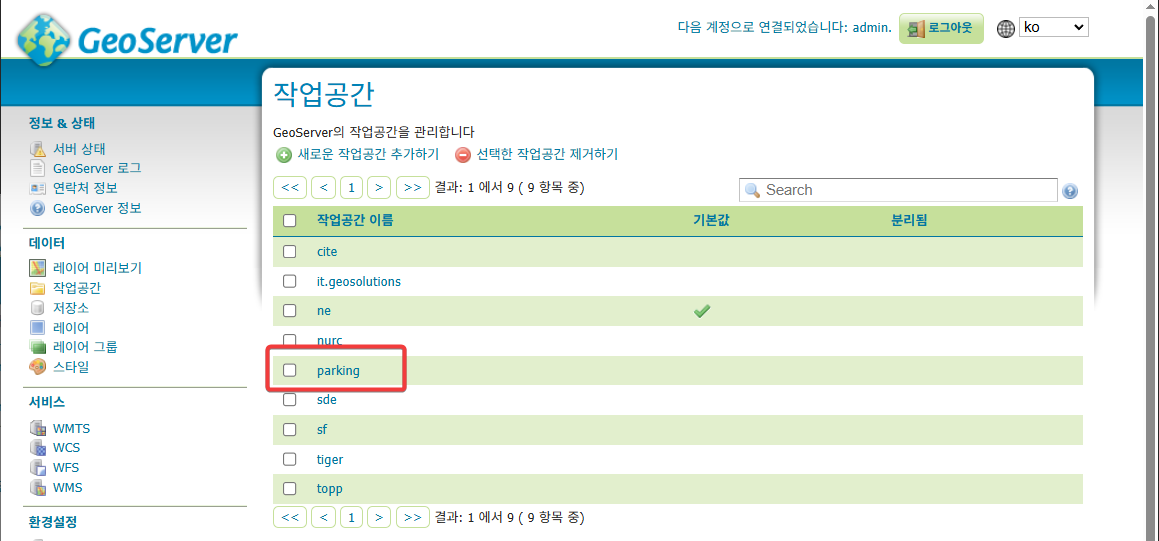 GeoServer
다음 계정으로 연결되었습니다: admin.
로그아웃
ko
정보 & 상태
서버 상태
GeoServer 로그
연락처 정보
GeoServer 정보
데이터
레이어 미리보기
작업공간
저장소
레이어
레이어 그룹
스타일
서비스
WMTS
WCS
WFS
WMS
환경설정
작업공간
GeoServer의 작업공간을 관리합니다
새로운 작업공간 추가하기 선택한 작업공간 제거하기
<< < 1 > >> 결과: 1 에서 9 ( 9 항목 중)
Search
작업공간 이름 기본값 분리됨
cite
it.geosolutions
ne
nurc
parking
sde
sf
tiger
topp
<< < 1 > >> 결과: 1 에서 9 ( 9 항목 중)